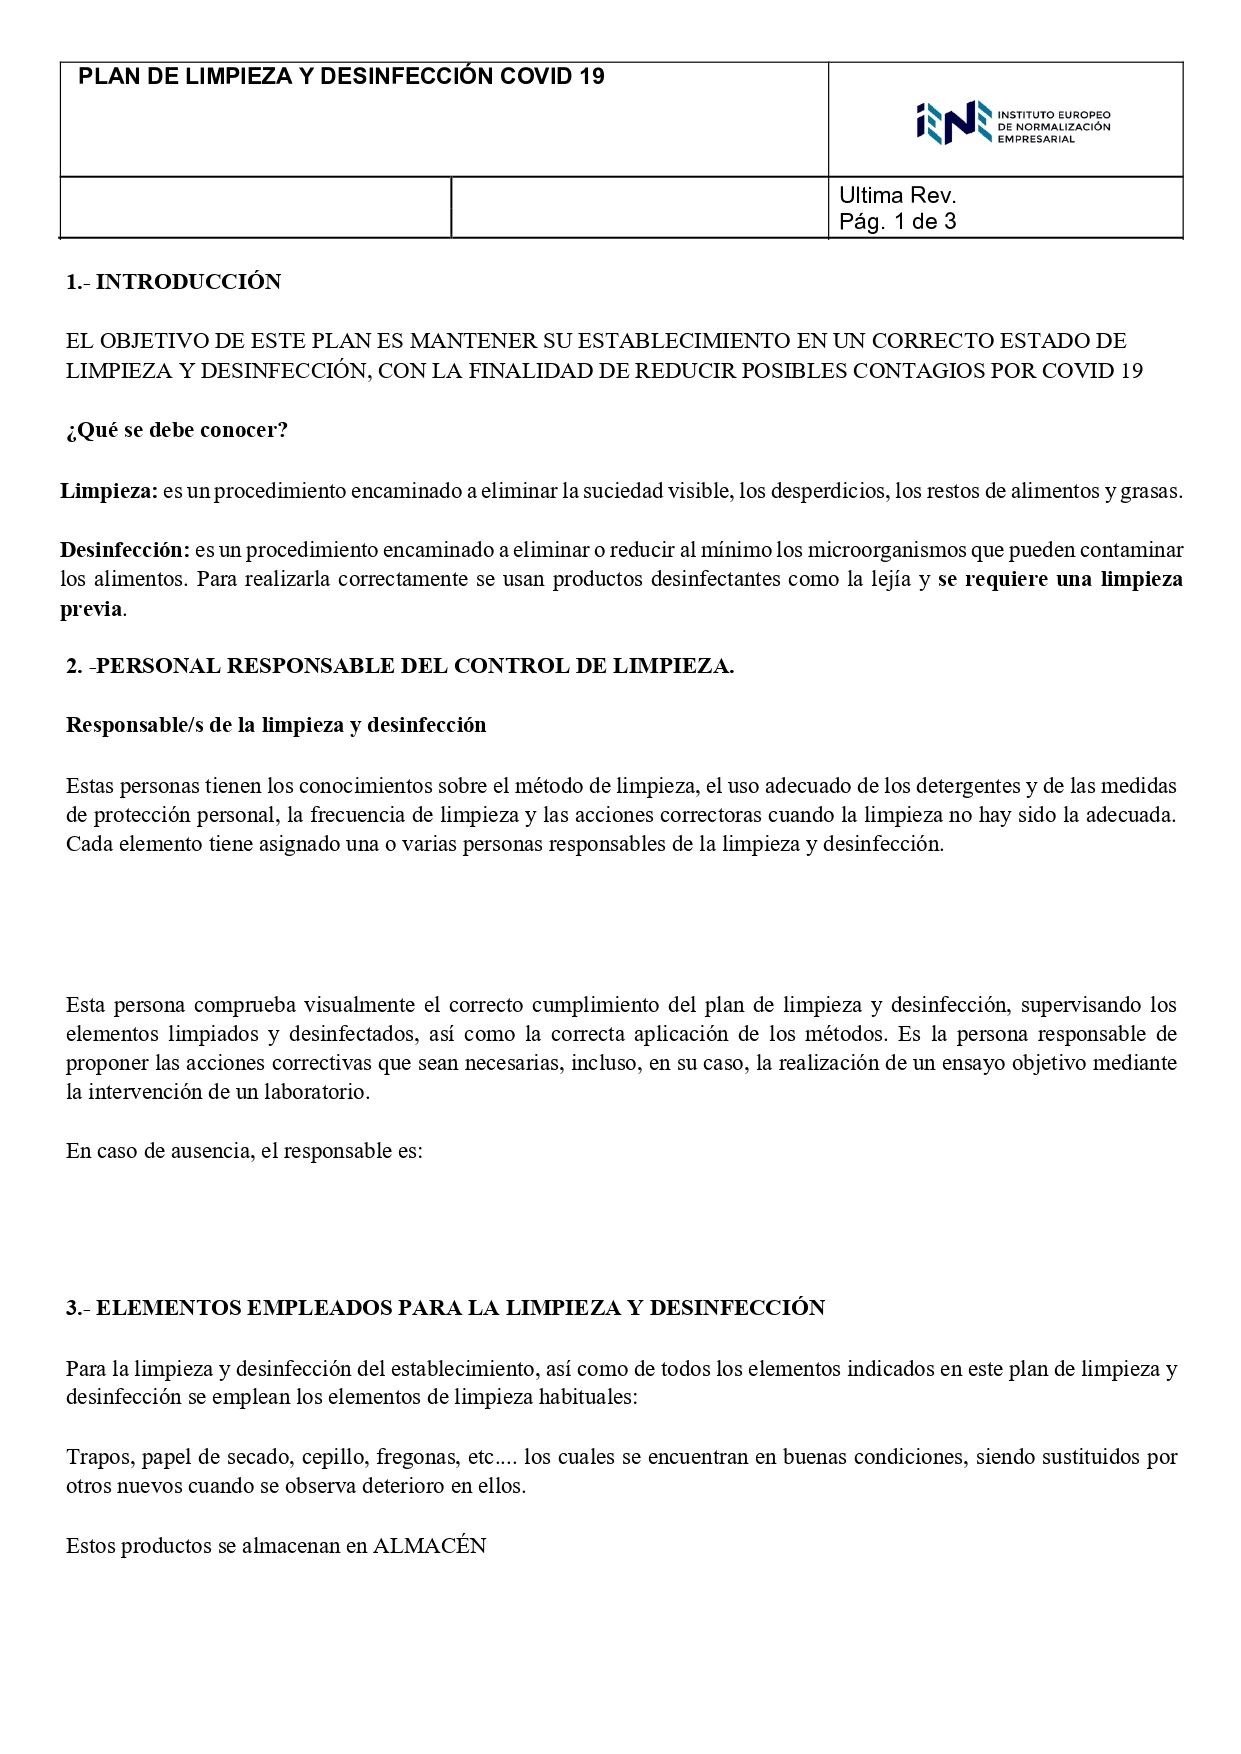 PLAN DE LIMPIEZA Y DESINFECCIÓN COVID 19
iENE
INSTITUTO EUROPEO
DE NORMALIZACIÓN
EMPRESARIAL
Ultima Rev.
Pág. 1 de 3
1.- INTRODUCCIÓN
EL OBJETIVO DE ESTE PLAN ES MANTENER SU ESTABLECIMIENTO EN UN CORRECTO ESTADO DE
LIMPIEZA Y DESINFECCIÓN, CON LA FINALIDAD DE REDUCIR POSIBLES CONTAGIOS POR COVID 19
¿Qué se debe conocer?
Limpieza: es un procedimiento encaminado a eliminar la suciedad visible, los desperdicios, los restos de alimentos y grasas.
Desinfección: es un procedimiento encaminado a eliminar o reducir al mínimo los microorganismos que pueden contaminar
los alimentos. Para realizarla correctamente se usan productos desinfectantes como la lejía y se requiere una limpieza
previa.
2. -PERSONAL RESPONSABLE DEL CONTROL DE LIMPIEZA.
Responsable/s de la limpieza y desinfección
Estas personas tienen los conocimientos sobre el método de limpieza, el uso adecuado de los detergentes y de las medidas
de protección personal, la frecuencia de limpieza y las acciones correctoras cuando la limpieza no hay sido la adecuada.
Cada elemento tiene asignado una o varias personas responsables de la limpieza y desinfección.
Esta persona comprueba visualmente el correcto cumplimiento del plan de limpieza y desinfección, supervisando los
elementos limpiados y desinfectados, así como la correcta aplicación de los métodos. Es la persona responsable de
proponer las acciones correctivas que sean necesarias, incluso, en su caso, la realización de un ensayo objetivo mediante
la intervención de un laboratorio.
En caso de ausencia, el responsable es:
3.- ELEMENTOS EMPLEADOS PARA LA LIMPIEZA Y DESINFECCIÓN
Para la limpieza y desinfección del establecimiento, así como de todos los elementos indicados en este plan de limpieza y
desinfección se emplean los elementos de limpieza habituales:
Trapos, papel de secado, cepillo, fregonas, etc.... los cuales se encuentran en buenas condiciones, siendo sustituidos por
otros nuevos cuando se observa deterioro en ellos.
Estos productos se almacenan en ALMACÉN